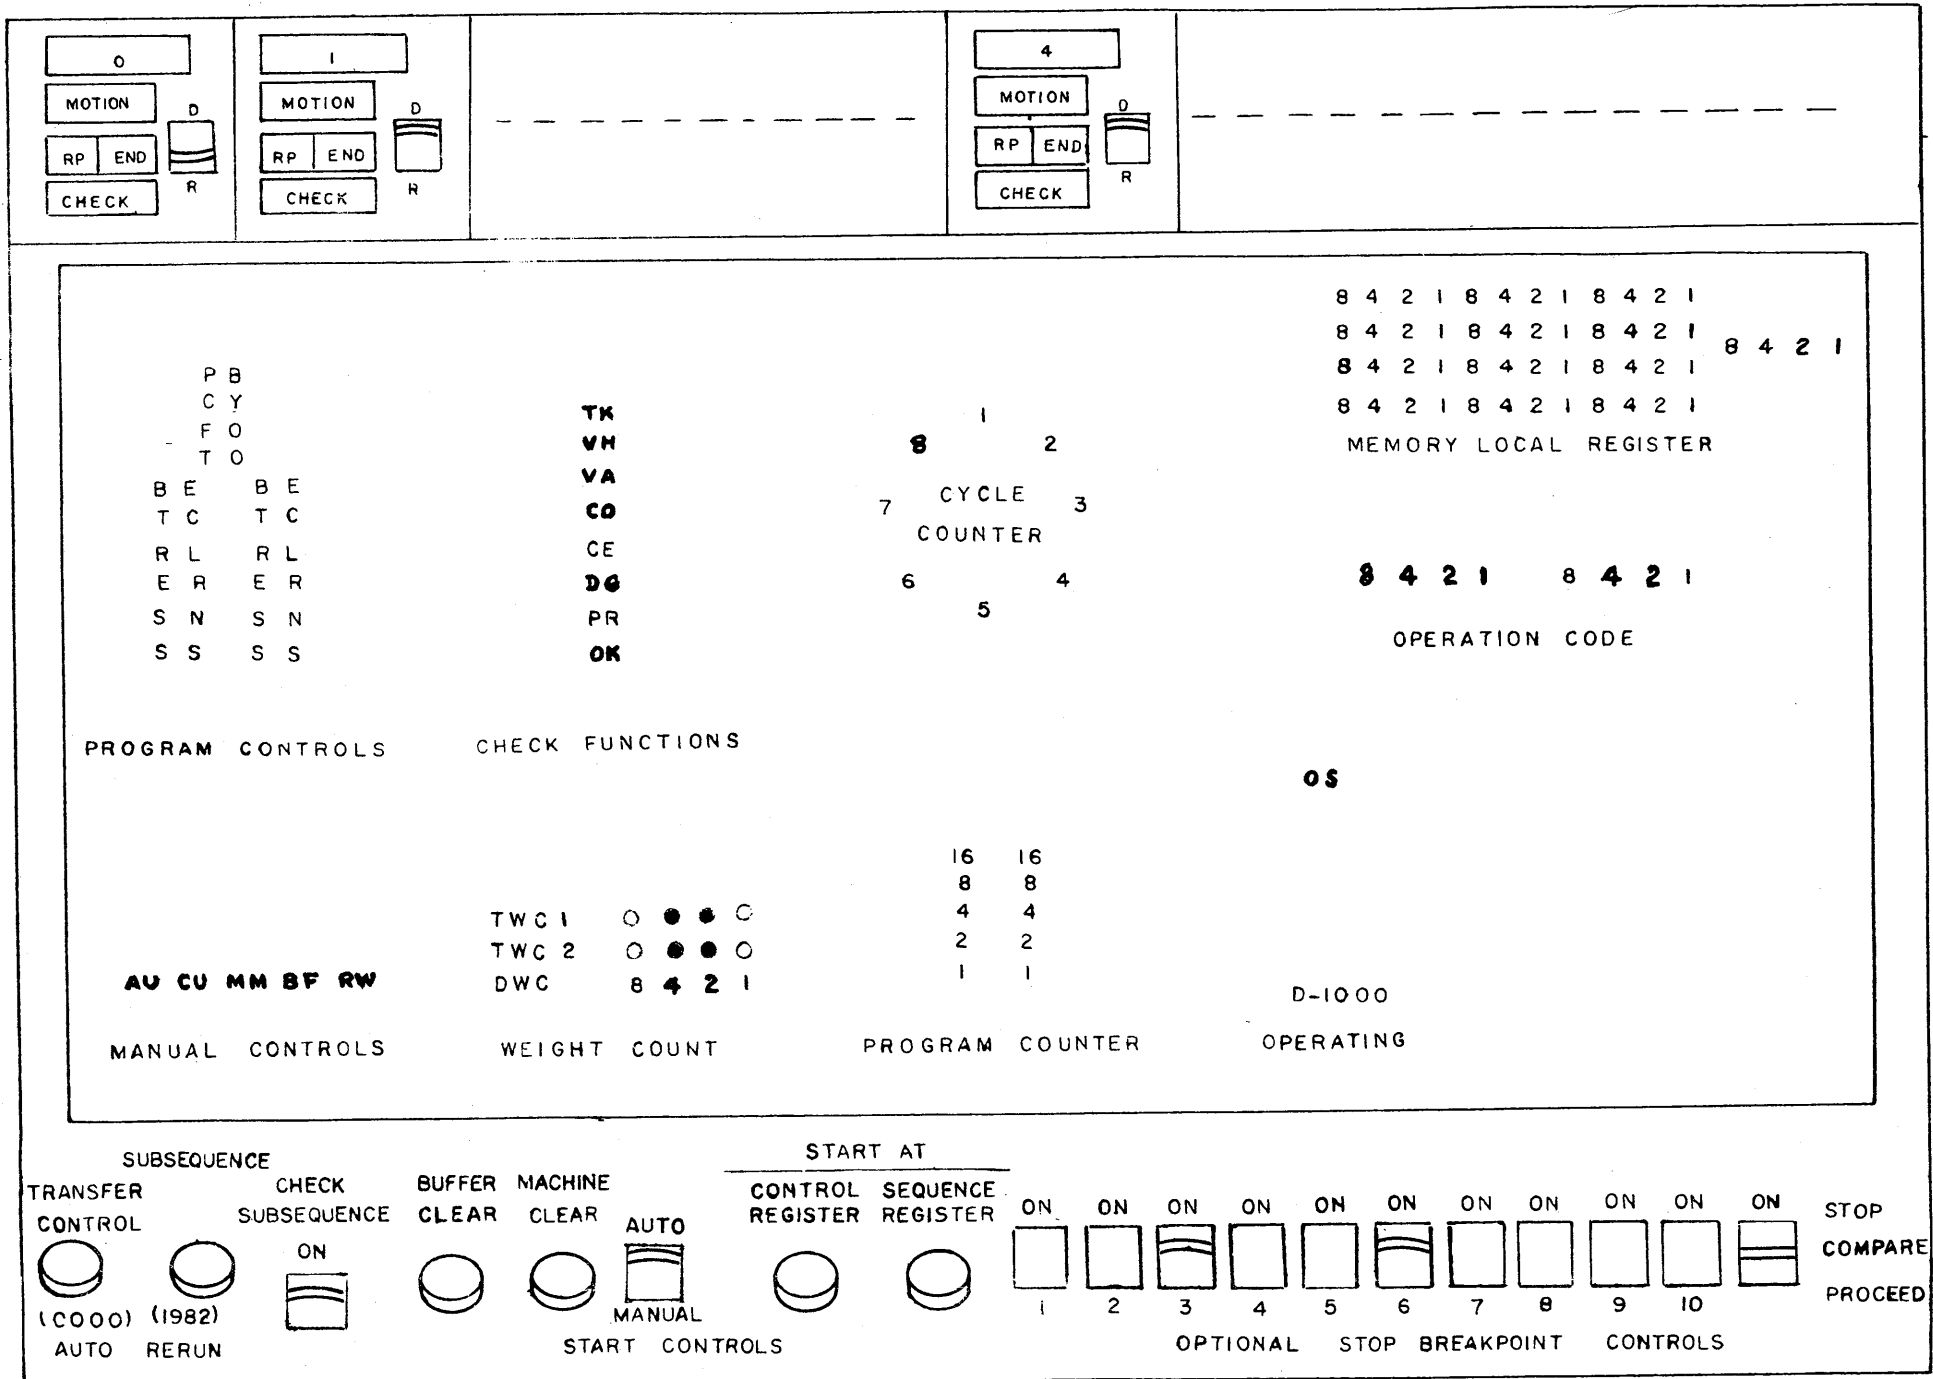 0
MOTION
D
RP END
R
CHECK
1
MOTION
D
RP END
R
CHECK
4
MOTION
D
RP END
R
CHECK
8 4 2 1 8 4 2 1 8 4 2 1
8 4 2 1 8 4 2 1 8 4 2 1
8 4 2 1
8 4 2 1 8 4 2 1 8 4 2 1
8 4 2 1 8 4 2 1 8 4 2 1
MEMORY LOCAL REGISTER
P B
C Y
F O
T O
B E B E
T C T C
R L R L
E R E R
S N S N
S S S S
PROGRAM CONTROLS
TK
VH
VA
CO
CE
DG
PR
OK
CHECK FUNCTIONS
1
8 2
7 CYCLE 3
COUNTER
6 4
5
8 4 2 1 8 4 2 1
OPERATION CODE
OS
AU CU MM BF RW
MANUAL CONTROLS
TWC 1
TWC 2
DWC 8 4 2 1
WEIGHT COUNT
16 16
8 8
4 4
2 2
1 1
PROGRAM COUNTER
D-1000
OPERATING
SUBSEQUENCE
TRANSFER
CONTROL
(C000) (1982)
AUTO RERUN
CHECK
SUBSEQUENCE
ON
BUFFER
CLEAR
MACHINE
CLEAR
AUTO
MANUAL
START AT
CONTROL
REGISTER
SEQUENCE
REGISTER
START CONTROLS
ON ON ON ON ON ON ON ON ON ON ON
STOP
COMPARE
PROCEED
1 2 3 4 5 6 7 8 9 10
OPTIONAL STOP BREAKPOINT CONTROLS